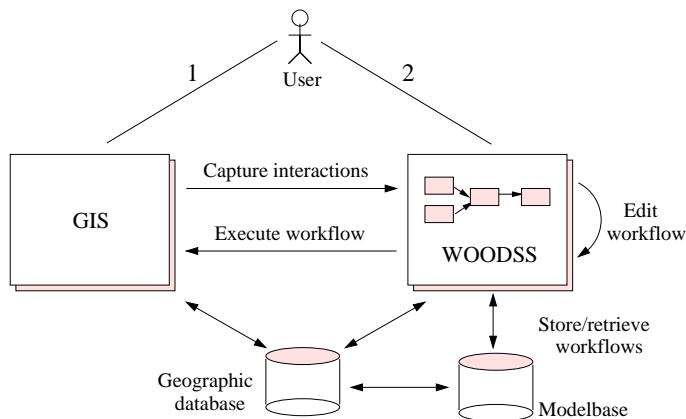 1
2
User
Capture interactions
GIS
Execute workflow
WOODSS
Edit
workflow
Store/retrieve
workflows
Geographic
database
Modelbase